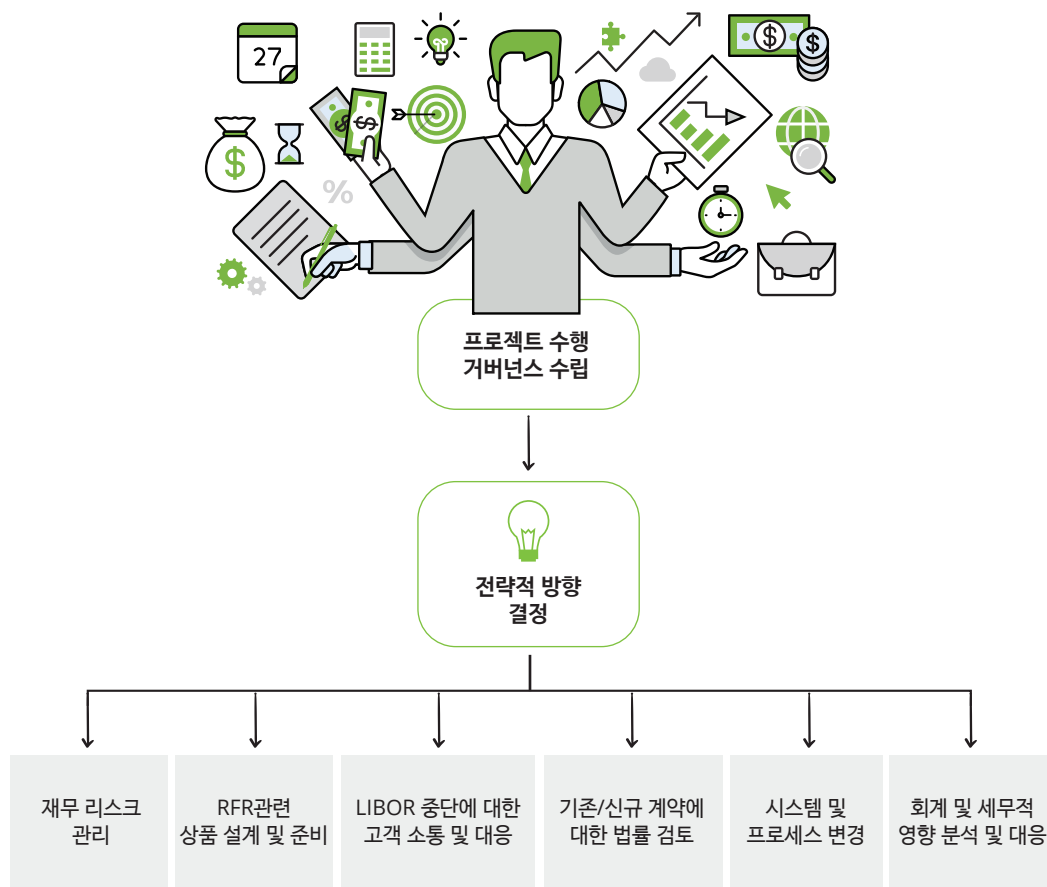 27
$
$
$
$
%
$
프로젝트 수행
거버넌스 수립
전략적 방향
결정
재무 리스크
관리
RFR관련
상품 설계 및 준비
LIBOR 중단에 대한
고객 소통 및 대응
기존/신규 계약에
대한 법률 검토
시스템 및
프로세스 변경
회계 및 세무적
영향 분석 및 대응